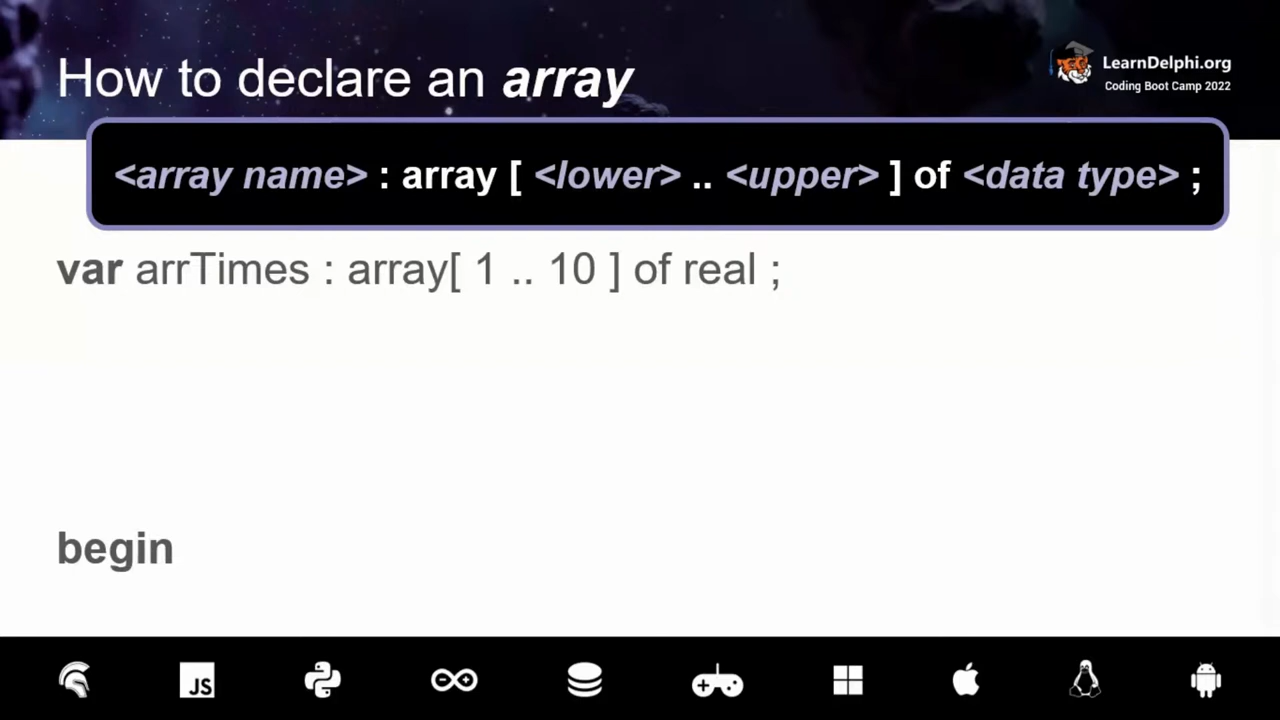 How to declare an array
LearnDelphi.org
Coding Boot Camp 2022
<array name> : array [ <lower> .. <upper> ] of <data type> ;
var arrTimes : array[ 1 .. 10 ] of real ;
begin
JS